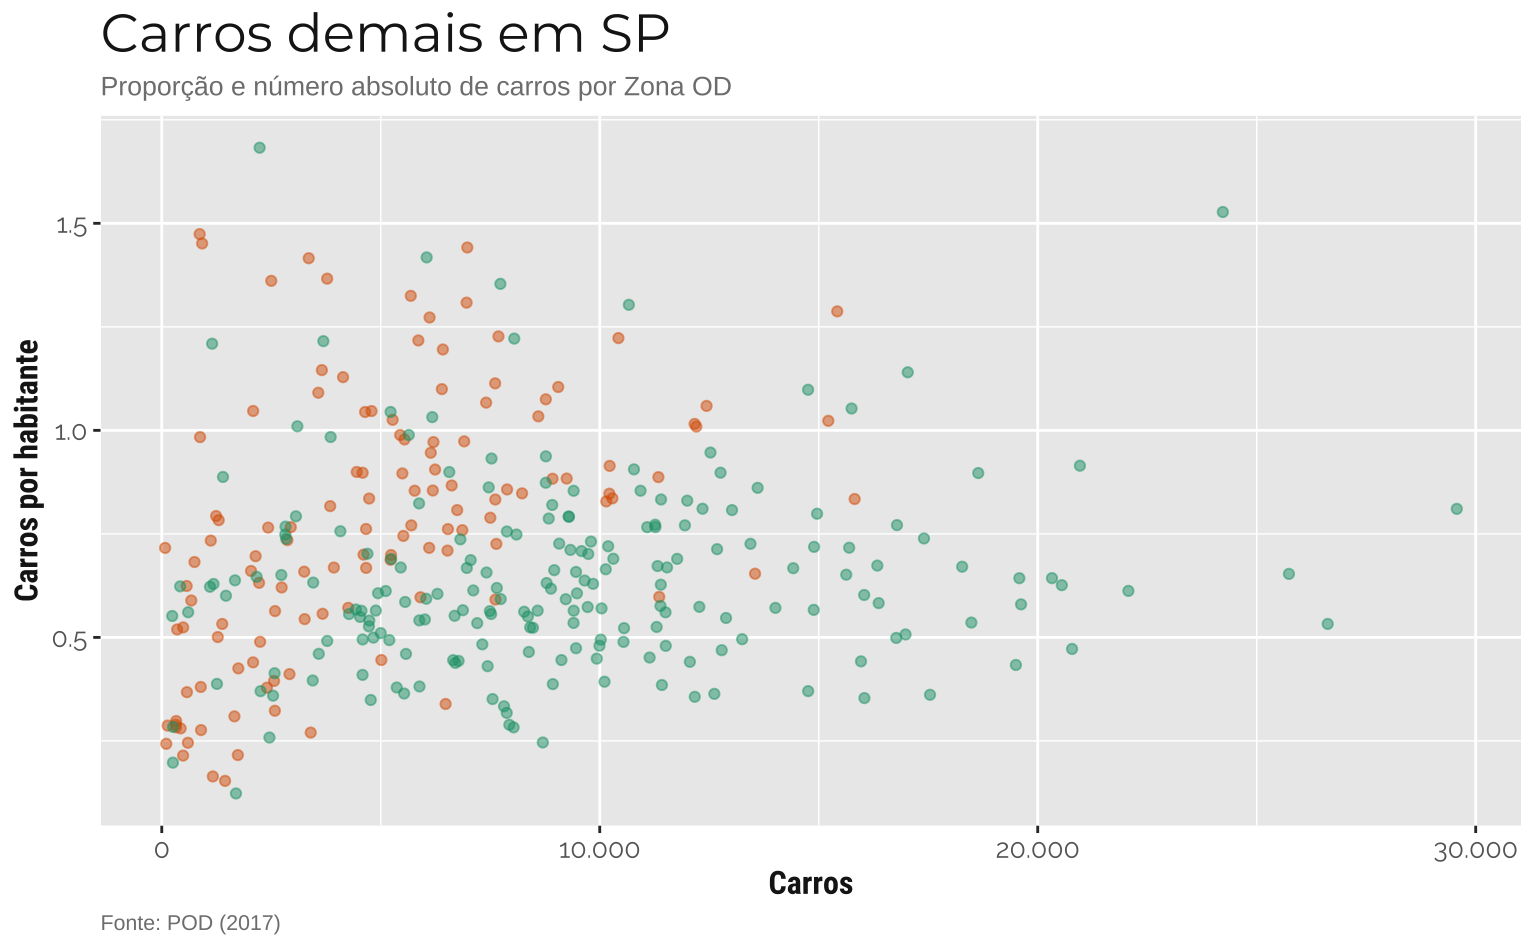 Carros demais em SP
Proporção e número absoluto de carros por Zona OD
Carros por habitante
1.5
1.0
0.5
0
10.000
20.000
30.000
Carros
Fonte: POD (2017)